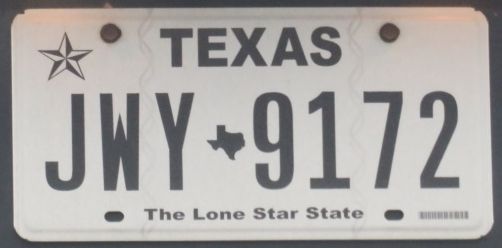 TEXAS
JWY 9172
The Lone Star State